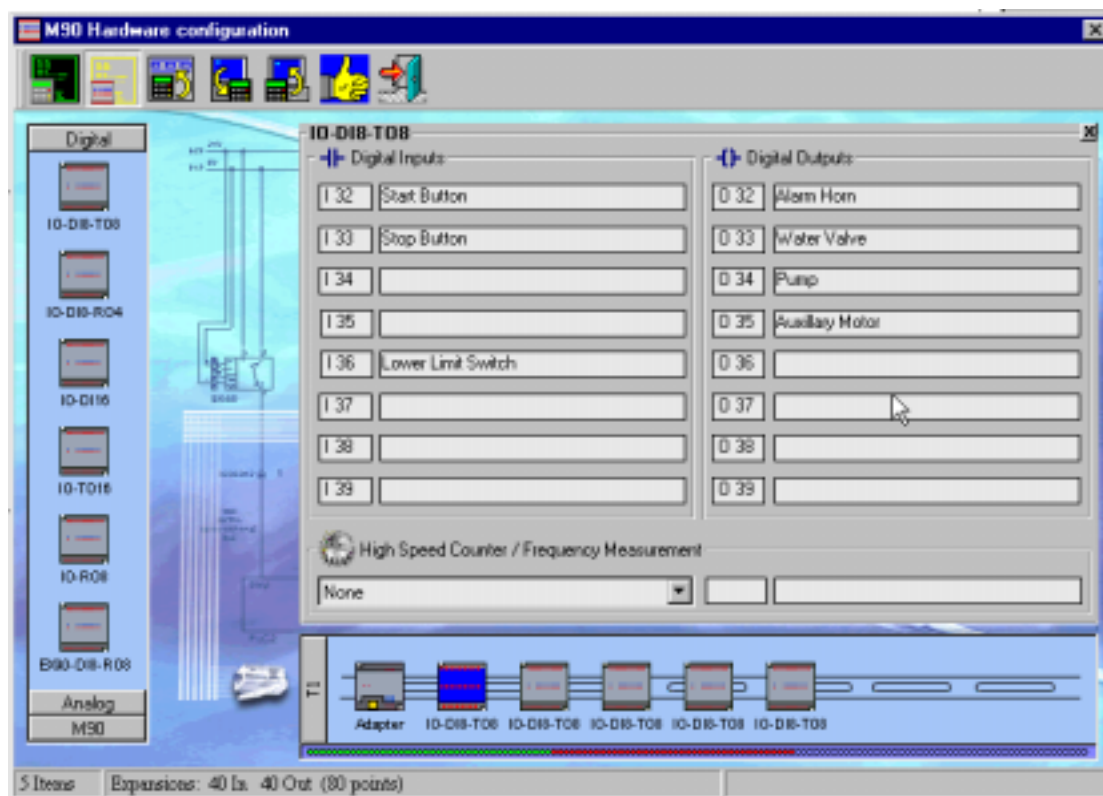 M90 Hardware configuration
Digital
IO-DI8-TO8
IO-DI8-RO4
IO-DI16
IO-TO16
IO-RO8
EX90-DI8-RO8
Analog
M90
IO-DI8-TO8
Digital Inputs
I 32 Start Button
I 33 Stop Button
I 34
I 35
I 36 Lower Limit Switch
I 37
I 38
I 39
Digital Outputs
O 32 Alarm Horn
O 33 Water Valve
O 34 Pump
O 35 Auxillary Motor
O 36
O 37
O 38
O 39
High Speed Counter / Frequency Measurement
None
T1
Adapter IO-DI8-TO8 IO-DI8-TO8 IO-DI8-TO8 IO-DI8-TO8 IO-DI8-TO8
5 Items Expansions: 40 In. 40 Out (80 points)